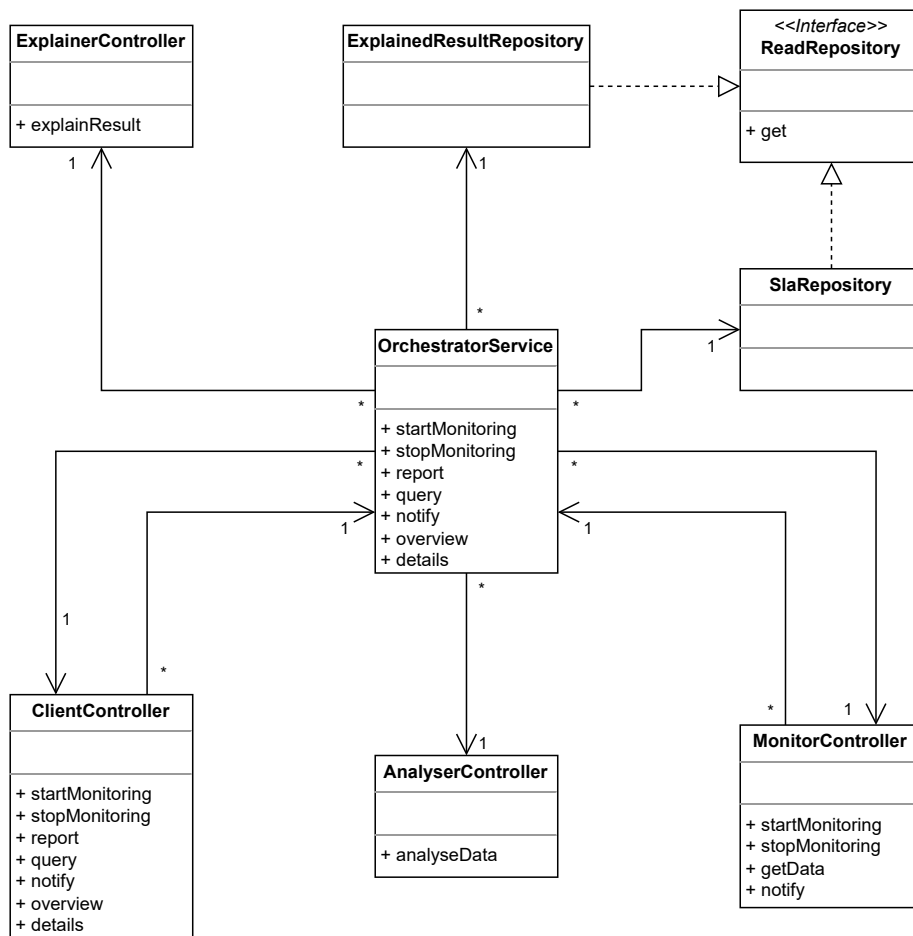 ExplainerController
+ explainResult
1
ExplainedResultRepository
1
<<Interface>>
ReadRepository
+ get
SlaRepository
1
*
OrchestratorService
+ startMonitoring
+ stopMonitoring
+ report
+ query
+ notify
+ overview
+ details
*
*
*
*
1
1
*
1
*
ClientController
+ startMonitoring
+ stopMonitoring
+ report
+ query
+ notify
+ overview
+ details
1
AnalyserController
+ analyseData
*
1
MonitorController
+ startMonitoring
+ stopMonitoring
+ getData
+ notify